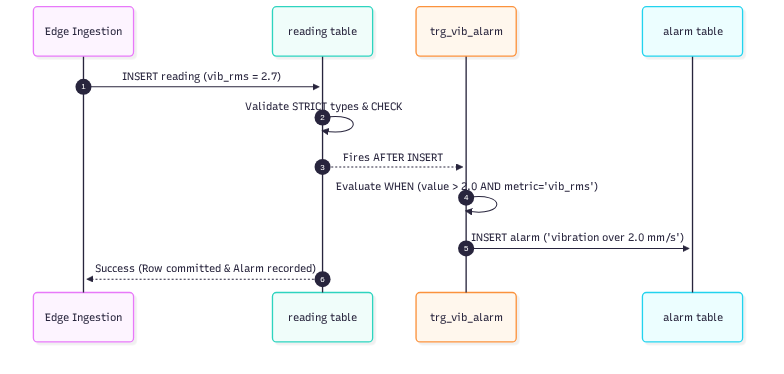 Edge Ingestion
reading table
trg_vib_alarm
alarm table
1
INSERT reading (vib_rms = 2.7)
Validate STRICT types & CHECK
2
3
Fires AFTER INSERT
Evaluate WHEN (value > 2.0 AND metric='vib_rms')
4
5
INSERT alarm ('vibration over 2.0 mm/s')
Success (Row committed & Alarm recorded)
6
Edge Ingestion
reading table
trg_vib_alarm
alarm table